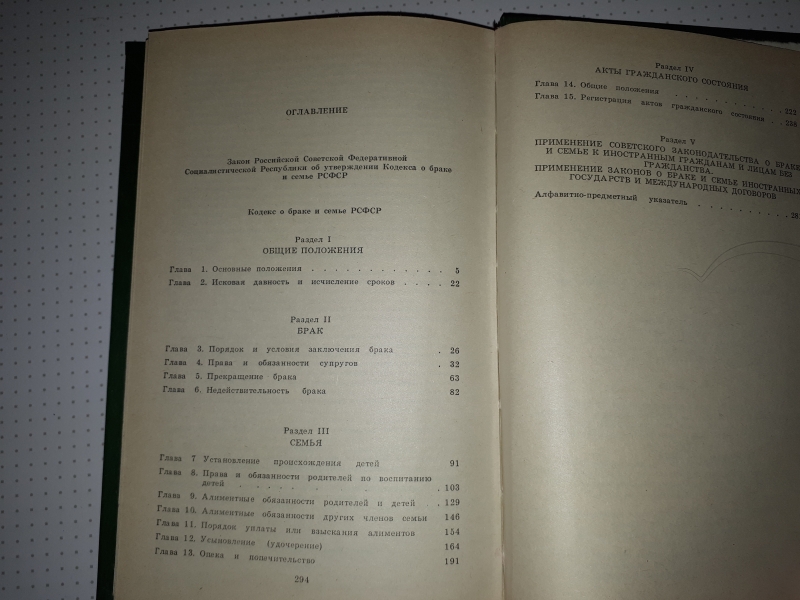 ОГЛАВЛЕНИЕ
Закон Российской Советской Федеративной
Социалистической Республики об утверждении Кодекса о браке
и семье РСФСР
Кодекс о браке и семье РСФСР
Раздел I
ОБЩИЕ ПОЛОЖЕНИЯ
Глава 1. Основные положения . . . . . . . . . . . . 5
Глава 2. Исковая давность и исчисление сроков . . . . 22
Раздел II
БРАК
Глава 3. Порядок и условия заключения брака . 26
Глава 4. Права и обязанности супругов . 32
Глава 5. Прекращение брака 63
Глава 6. Недействительность брака 82
Раздел III
СЕМЬЯ
Глава 7 Установление происхождения детей 91
Глава 8. Права и обязанности родителей по воспитанию
детей . . . . . . . . 103
Глава 9. Алиментные обязанности родителей и детей . 129
Глава 10. Алиментные обязанности других членов семьи 146
Глава 11. Порядок уплаты или взыскания алиментов 154
Глава 12. Усыновление (удочерение) 164
Глава 13. Опека и попечительство 191
294
Раздел IV
АКТЫ ГРАЖДАНСКОГО СОСТОЯНИЯ
Глава 14. Общие положения . . . . . . . . . . 222
Глава 15. Регистрация актов гражданского состояния . .
Раздел V
ПРИМЕНЕНИЕ СОВЕТСКОГО ЗАКОНОДАТЕЛЬСТВА О БРАКЕ
И СЕМЬЕ К ИНОСТРАННЫМ ГРАЖДАНАМ И ЛИЦАМ БЕЗ
ГРАЖДАНСТВА.
ПРИМЕНЕНИЕ ЗАКОНОВ О БРАКЕ И СЕМЬЕ ИНОСТРАННЫХ
ГОСУДАРСТВ И МЕЖДУНАРОДНЫХ ДОГОВОРОВ
Алфавитно-предметный указатель . . . . . . . . .